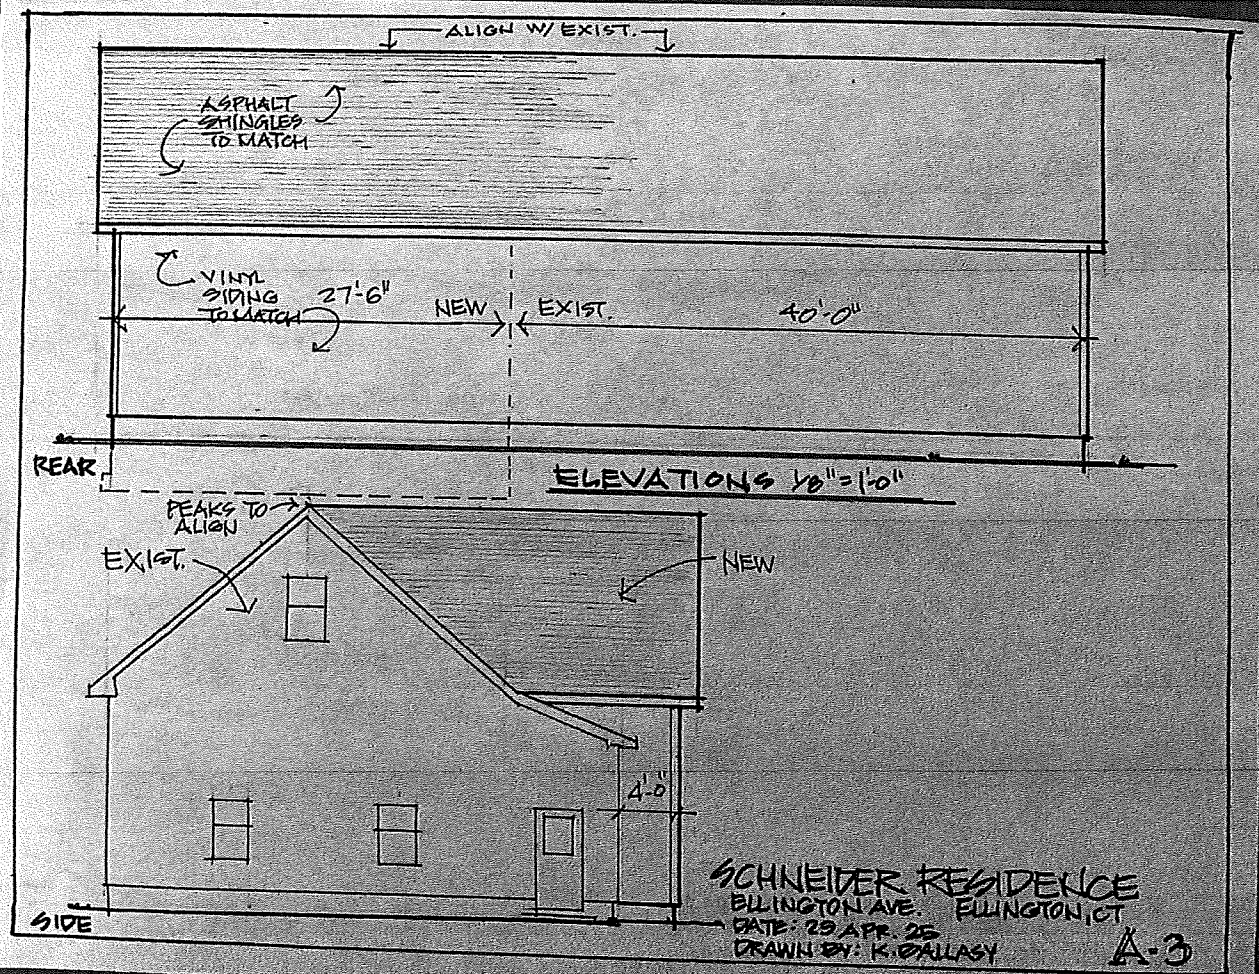 ALIGN W/ EXIST.
ASPHALT
SHINGLES
TO MATCH
VINYL
SIDING
TO MATCH
27'-6"
NEW
EXIST.
40'-0"
REAR
ELEVATIONS 1/8"=1'-0"
PEAKS TO
ALIGN
EXIST.
NEW
4'-0"
SCHNEIDER RESIDENCE
ELLINGTON AVE. ELLINGTON, CT
DATE: 25 APR. 25
DRAWN BY: K. BALLASY
SIDE
A-3